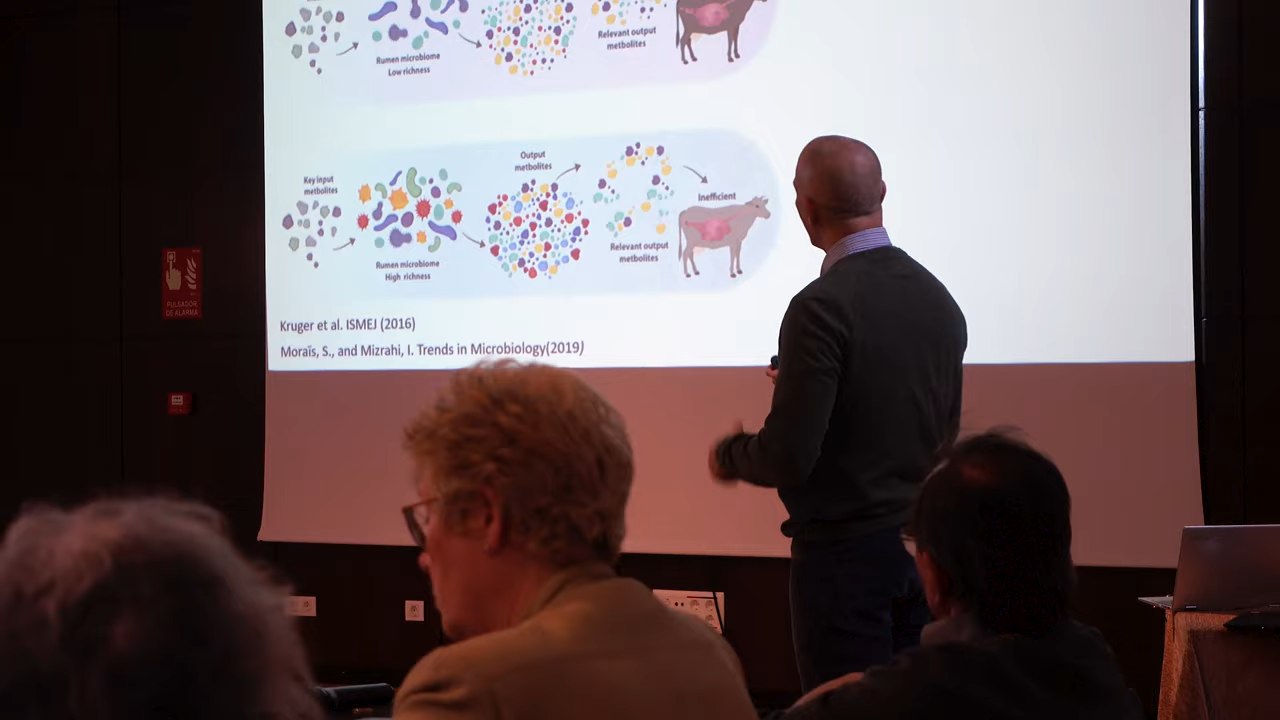 Rumen microbiome
Low richness
Relevant output
metbolites
Key input
metbolites
Output
metbolites
Inefficient
Rumen microbiome
High richness
Relevant output
metbolites
Kruger et al. ISMEJ (2016)
Moraïs, S., and Mizrahi, I. Trends in Microbiology(2019)
PULSADOR
DE ALARMA